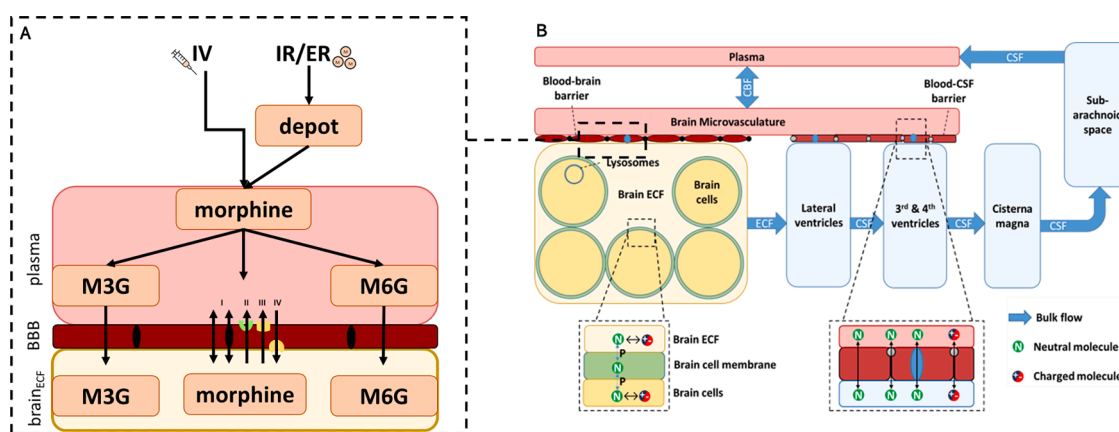 A
IV
IR/ER
M
M
M
depot
morphine
plasma
M3G
M6G
I
II
III
IV
BBB
brainECF
M3G
morphine
M6G
B
Plasma
CSF
CBF
Blood-brain
barrier
Blood-CSF
barrier
Brain Microvasculature
Sub-
arachnoid
space
Lysosomes
Brain ECF
Brain
cells
ECF
Lateral
ventricles
CSF
3rd & 4th
ventricles
CSF
Cisterna
magna
CSF
N
Brain ECF
P
N
Brain cell membrane
P
N
Brain cells
N
N
N
N
N
N
Bulk flow
N
Neutral molecule
Charged molecule